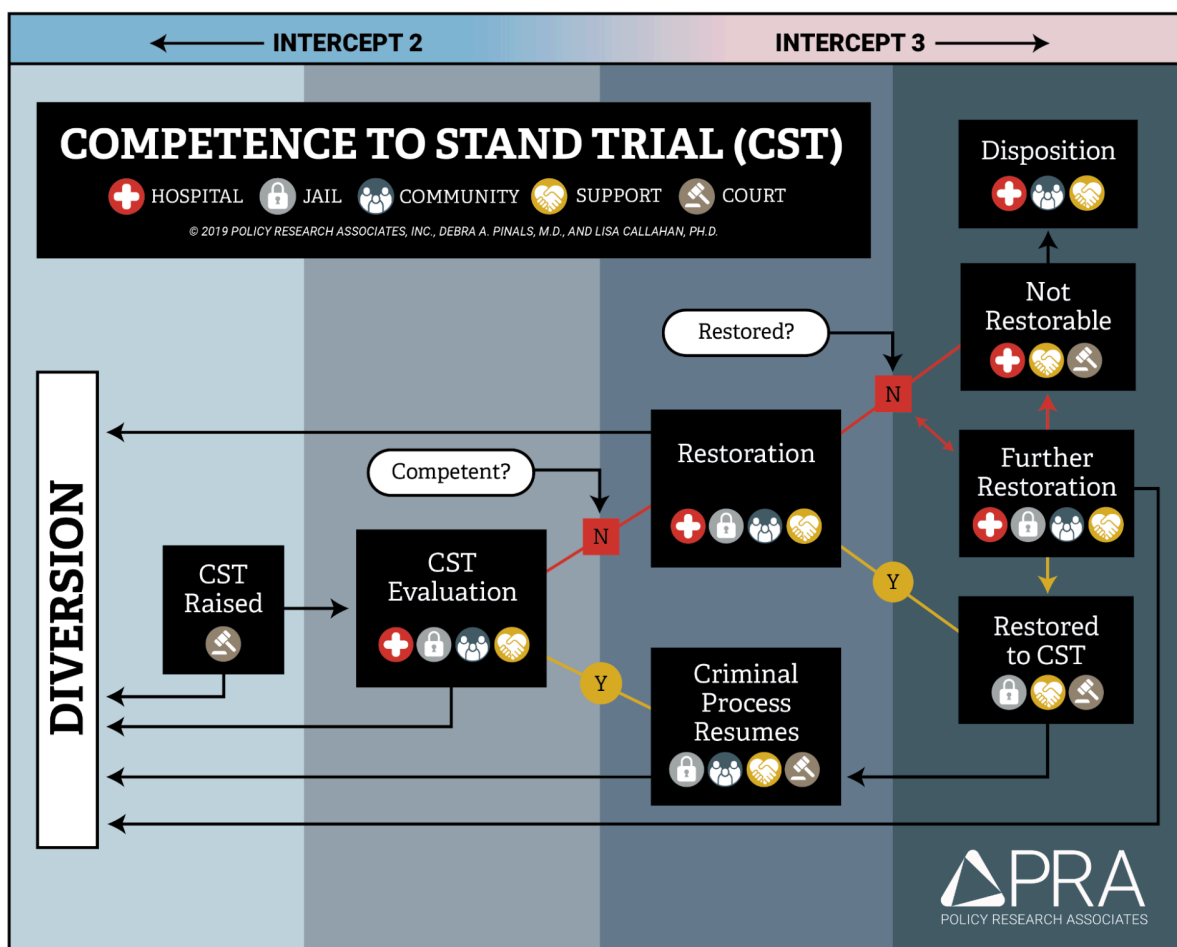 INTERCEPT 2
INTERCEPT 3
COMPETENCE TO STAND TRIAL (CST)
HOSPITAL JAIL COMMUNITY SUPPORT COURT
© 2019 POLICY RESEARCH ASSOCIATES, INC., DEBRA A. PINALS, M.D., AND LISA CALLAHAN, PH.D.
Disposition
Not
Restorable
Restored?
N
Restoration
Further
Restoration
Competent?
N
DIVERSION
CST
Raised
CST
Evaluation
Y
Restored
to CST
Y
Criminal
Process
Resumes
PRA
POLICY RESEARCH ASSOCIATES